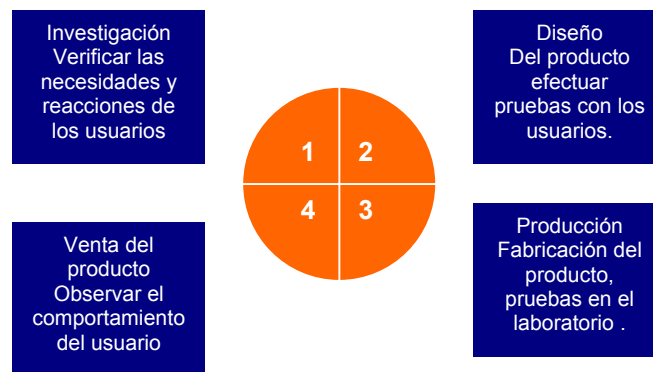 Investigación
Verificar las
necesidades y
reacciones de
los usuarios
Diseño
Del producto
efectuar
pruebas con los
usuarios.
1
2
4
3
Venta del
producto
Observar el
comportamiento
del usuario
Producción
Fabricación del
producto,
pruebas en el
laboratorio .